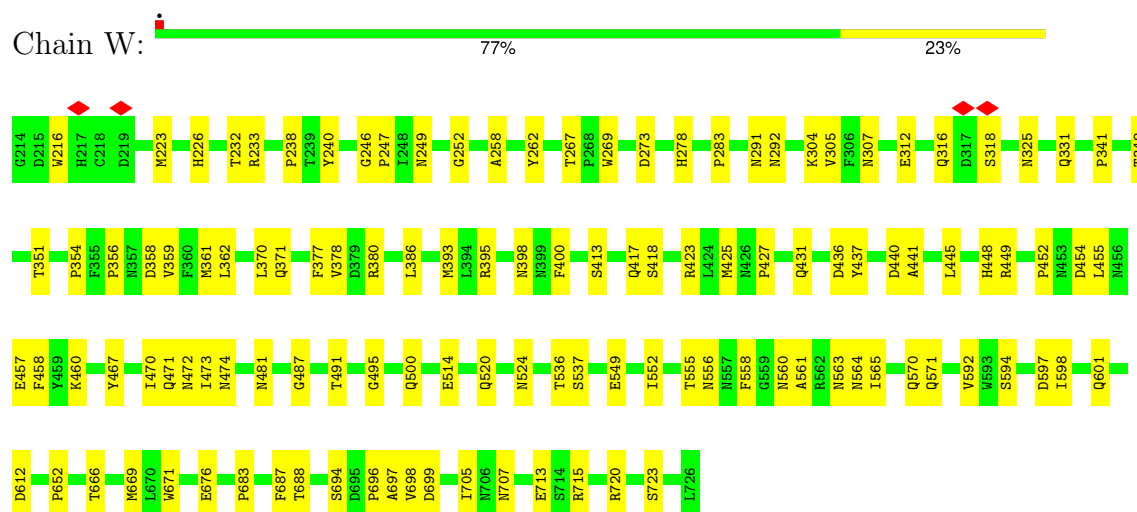 Chain W:
77% 23%
G214 D215 W216 H217 C218 D219 M223 H226 T232 R233 P238 T239 Y240 G246 P247 I248 N249 G252 A258 Y262 T267 P268 W269 D273 H278 P283 N291 N292 K304 V305 F306 N307 E312 Q316 D317 S318 N325 Q331 P341
T351 P354 F355 P356 N357 D358 V359 F360 M361 L362 L370 Q371 F377 V378 D379 R380 L386 M393 L394 R395 N398 N399 F400 S413 Q417 S418 R423 L424 M425 N426 P427 Q431 D436 Y437 D440 A441 L445 H448 R449 P452 N453 D454 L455 N456
E457 F458 Y459 K460 Y467 I470 Q471 N472 I473 N474 N481 G487 T491 G495 Q500 E514 Q520 N524 T536 S537 E549 I552 T555 N556 N557 F558 G559 N560 A561 R562 N563 N564 I565 Q570 Q571 V592 W593 S594 D597 I598 Q601
D612 P652 T666 M669 L670 W671 E676 P683 F687 T688 S694 D695 P696 A697 V698 D699 I705 N706 N707 E713 S714 R715 R720 S723 L726